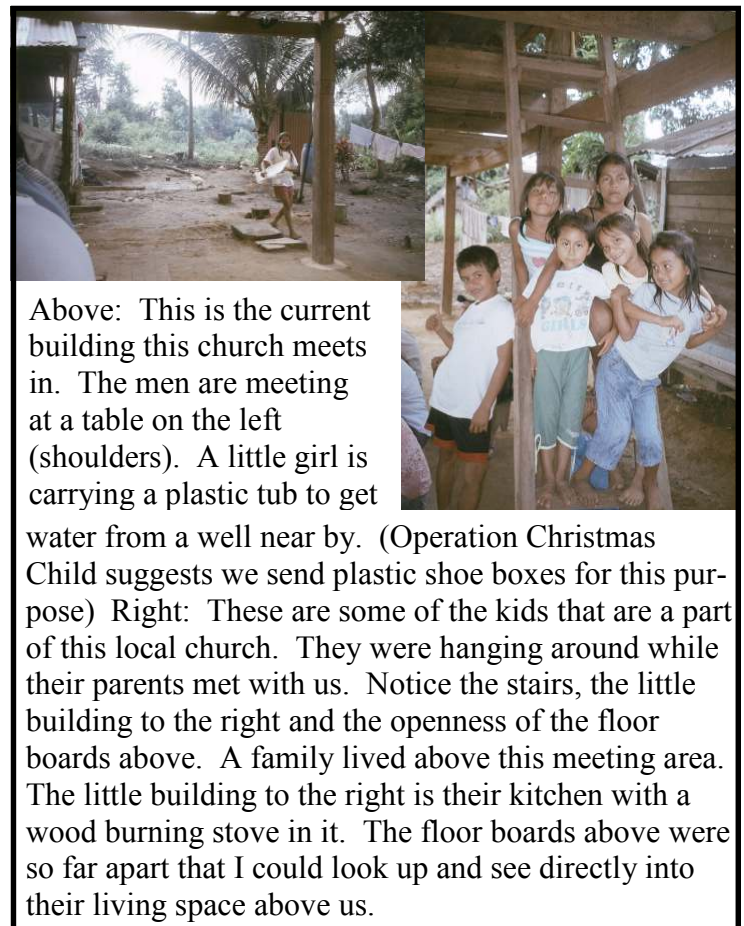 Above:  This is the current
building this church meets
in.  The men are meeting
at a table on the left
(shoulders).  A little girl is
carrying a plastic tub to get
water from a well near by.  (Operation Christmas
Child suggests we send plastic shoe boxes for this pur-
pose)  Right:  These are some of the kids that are a part
of this local church.  They were hanging around while
their parents met with us.  Notice the stairs, the little
building to the right and the openness of the floor
boards above.  A family lived above this meeting area.
The little building to the right is their kitchen with a
wood burning stove in it.  The floor boards above were
so far apart that I could look up and see directly into
their living space above us.